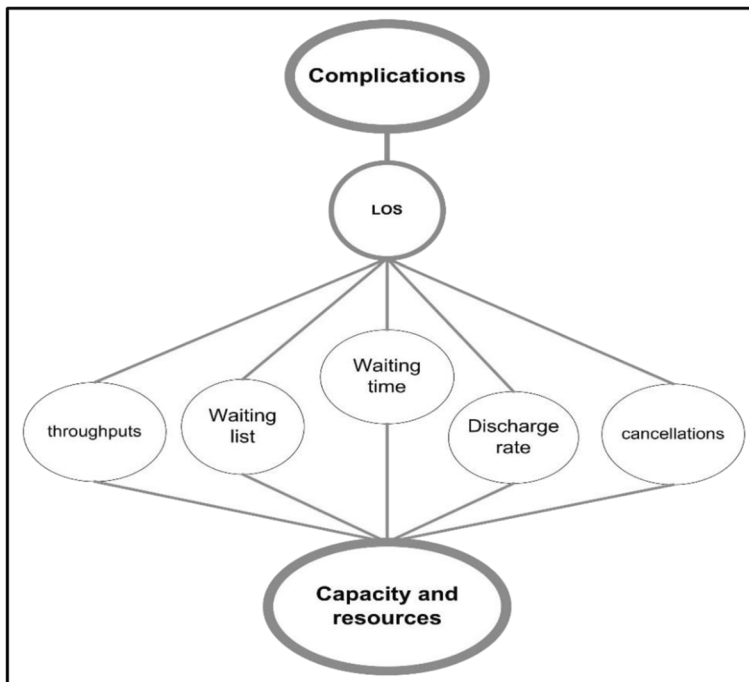 Complications
LOS
Waiting
time
throughputs
Waiting
list
Discharge
rate
cancellations
Capacity and
resources